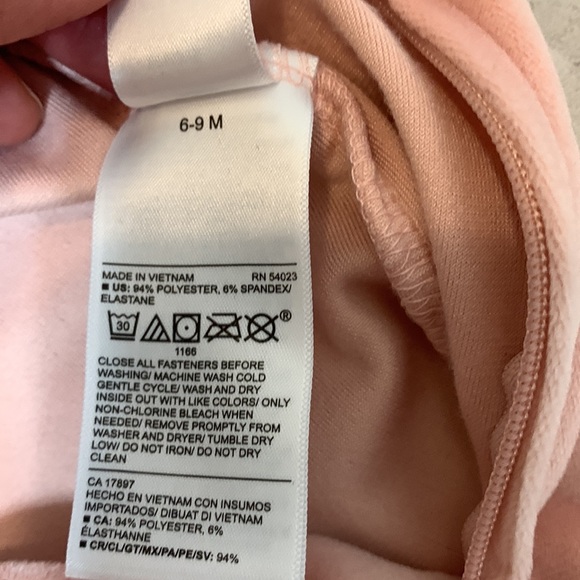 6-9 M
MADE IN VIETNAM RN 54023
■ US: 94% POLYESTER, 6% SPANDEX/
ELASTANE
30 ®
1166
CLOSE ALL FASTENERS BEFORE
WASHING/ MACHINE WASH COLD
GENTLE CYCLE/ WASH AND DRY
INSIDE OUT WITH LIKE COLORS/ ONLY
NON-CHLORINE BLEACH WHEN
NEEDED/ REMOVE PROMPTLY FROM
WASHER AND DRYER/ TUMBLE DRY
LOW/ DO NOT IRON/ DO NOT DRY
CLEAN
CA 17897
HECHO EN VIETNAM CON INSUMOS
IMPORTADOS/ DIBUAT DI VIETNAM
■ CA: 94% POLYESTER, 6%
ÉLASTHANNE
■ CR/CL/GT/MX/PA/PE/SV: 94%